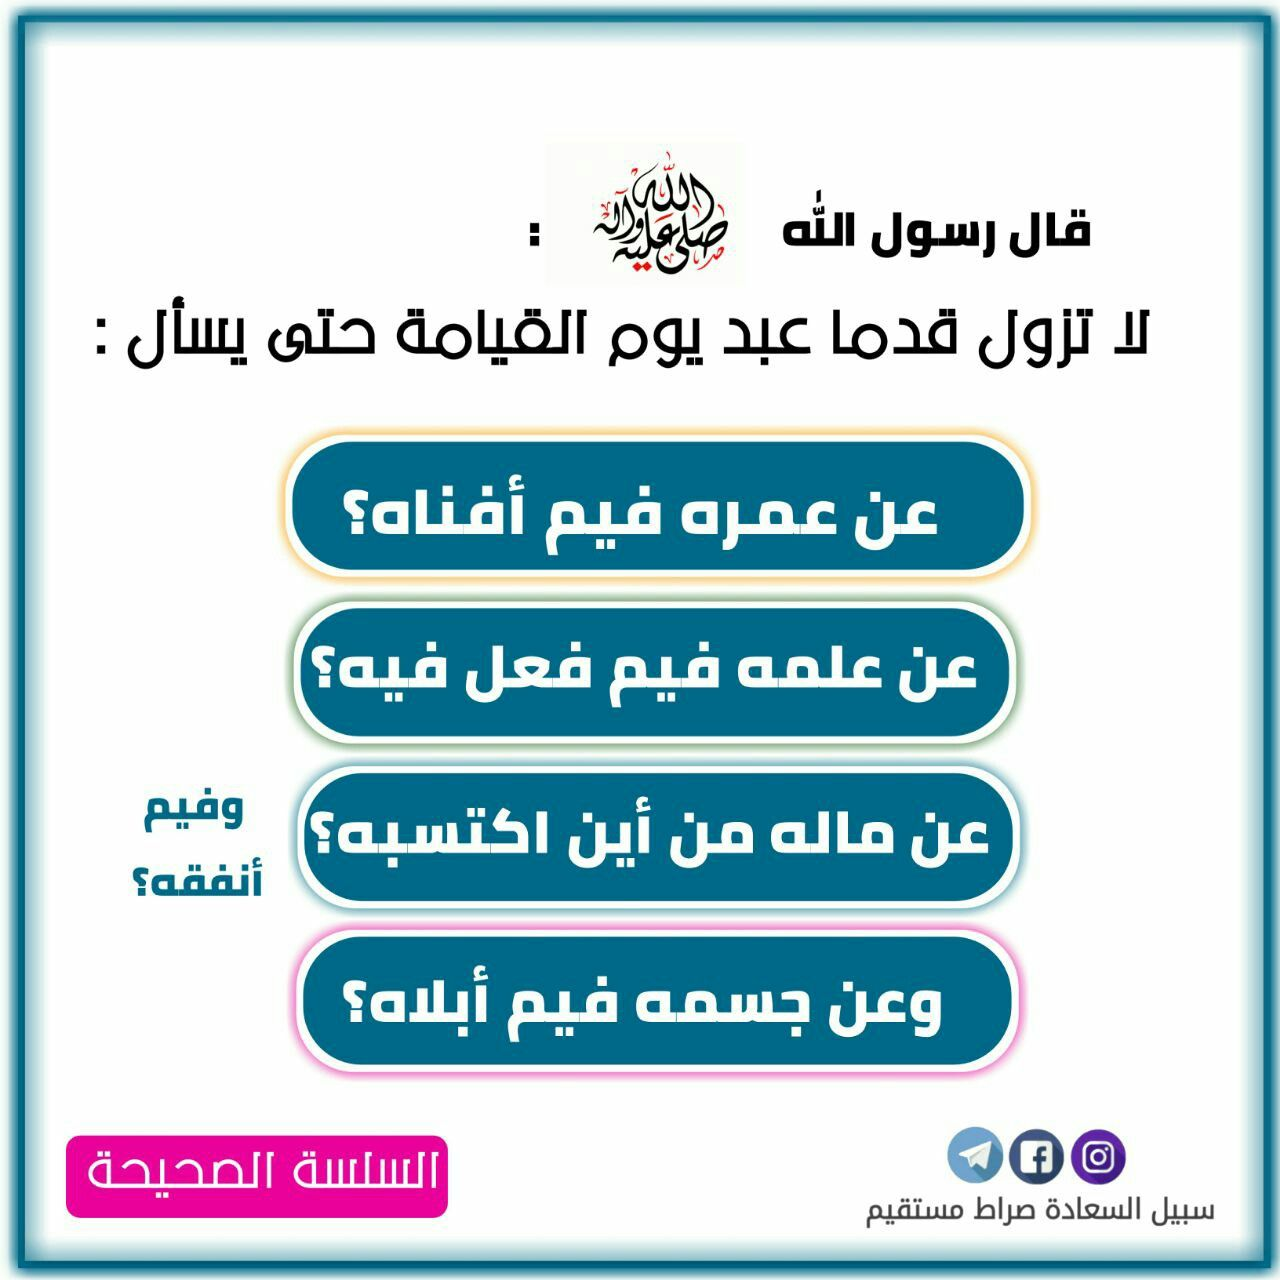 قال رسول الله صلى الله عليه وآله :
لا تزول قدما عبد يوم القيامة حتى يسأل :
عن عمره فيم أفناه؟
عن علمه فيم فعل فيه؟
عن ماله من أين اكتسبه؟
وفيم
أنفقه؟
وعن جسمه فيم أبلاه؟
السلسة الصحيحة
سبيل السعادة صراط مستقيم